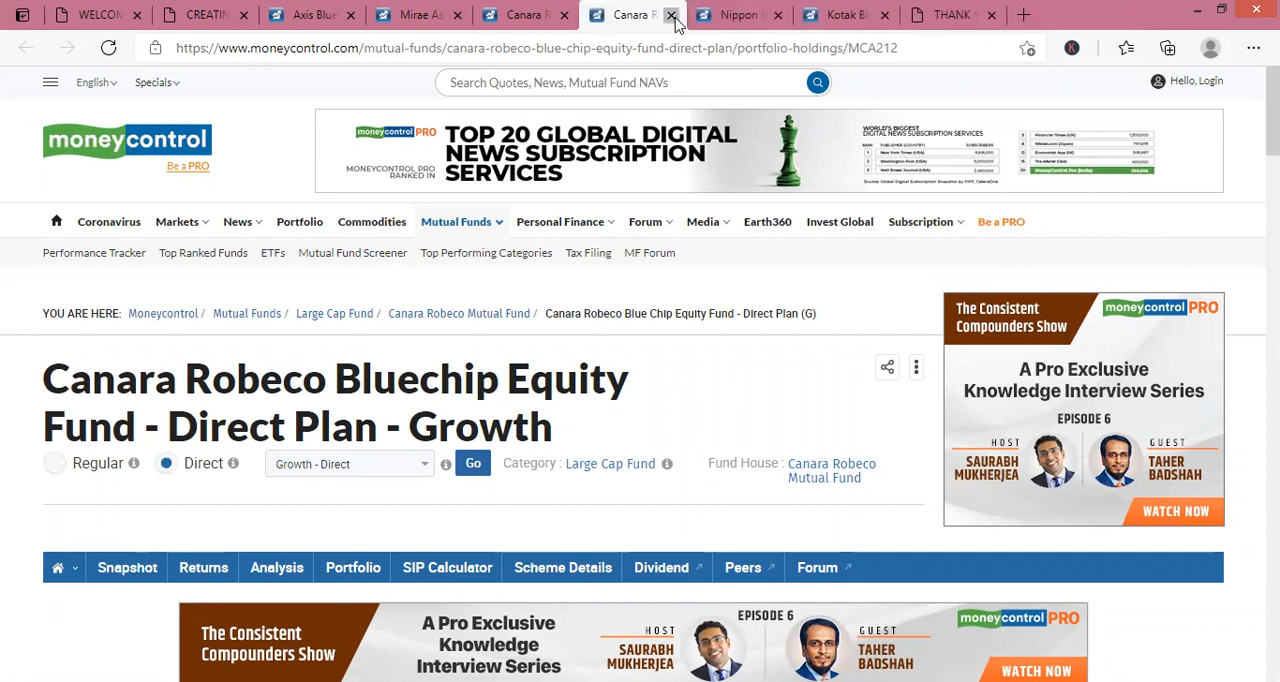 WELCOM
CREATIN
Axis Blue
Mirae As
Canara R
Canara R
Nippon
Kotak Bl
THANK
https://www.moneycontrol.com/mutual-funds/canara-robeco-blue-chip-equity-fund-direct-plan/portfolio-holdings/MCA212
K
English
Specials
Search Quotes, News, Mutual Fund NAVs
Hello, Login
moneycontrol
Be a PRO
moneycontrol PRO
MONEYCONTROL PRO
RANKED IN
TOP 20 GLOBAL DIGITAL
NEWS SUBSCRIPTION
SERVICES
WORLD'S BIGGEST
DIGITAL NEWS SUBSCRIPTION SERVICES
Coronavirus
Markets
News
Portfolio
Commodities
Mutual Funds
Personal Finance
Forum
Media
Earth360
Invest Global
Subscription
Be a PRO
Performance Tracker
Top Ranked Funds
ETFs
Mutual Fund Screener
Top Performing Categories
Tax Filing
MF Forum
YOU ARE HERE: Moneycontrol / Mutual Funds / Large Cap Fund / Canara Robeco Mutual Fund / Canara Robeco Blue Chip Equity Fund - Direct Plan (G)
Canara Robeco Bluechip Equity
Fund - Direct Plan - Growth
Regular
Direct
Growth - Direct
Go
Category : Large Cap Fund
Fund House : Canara Robeco
Mutual Fund
The Consistent
Compounders Show
moneycontrol PRO
A Pro Exclusive
Knowledge Interview Series
EPISODE 6
HOST
SAURABH
MUKHERJEA
GUEST
TAHER
BADSHAH
WATCH NOW
Snapshot
Returns
Analysis
Portfolio
SIP Calculator
Scheme Details
Dividend
Peers
Forum
The Consistent
Compounders Show
A Pro Exclusive
Knowledge
Interview Series
EPISODE 6
HOST
SAURABH
MUKHERJEA
GUEST
TAHER
BADSHAH
moneycontrol PRO
WATCH NOW